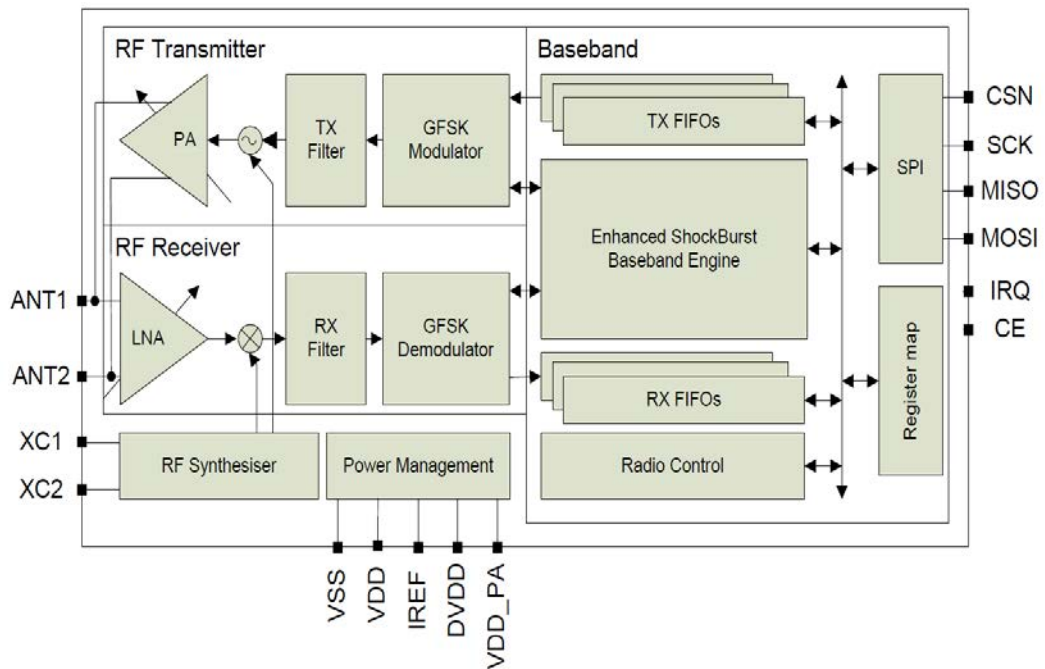 RF Transmitter
Baseband
PA
TX
Filter
GFSK
Modulator
TX FIFOs
SPI
CSN
SCK
MISO
MOSI
Enhanced ShockBurst
Baseband Engine
RF Receiver
ANT1
ANT2
LNA
RX
Filter
GFSK
Demodulator
RX FIFOs
Register map
IRQ
CE
XC1
XC2
RF Synthesiser
Power Management
Radio Control
VSS
VDD
IREF
DVDD
VDD_PA